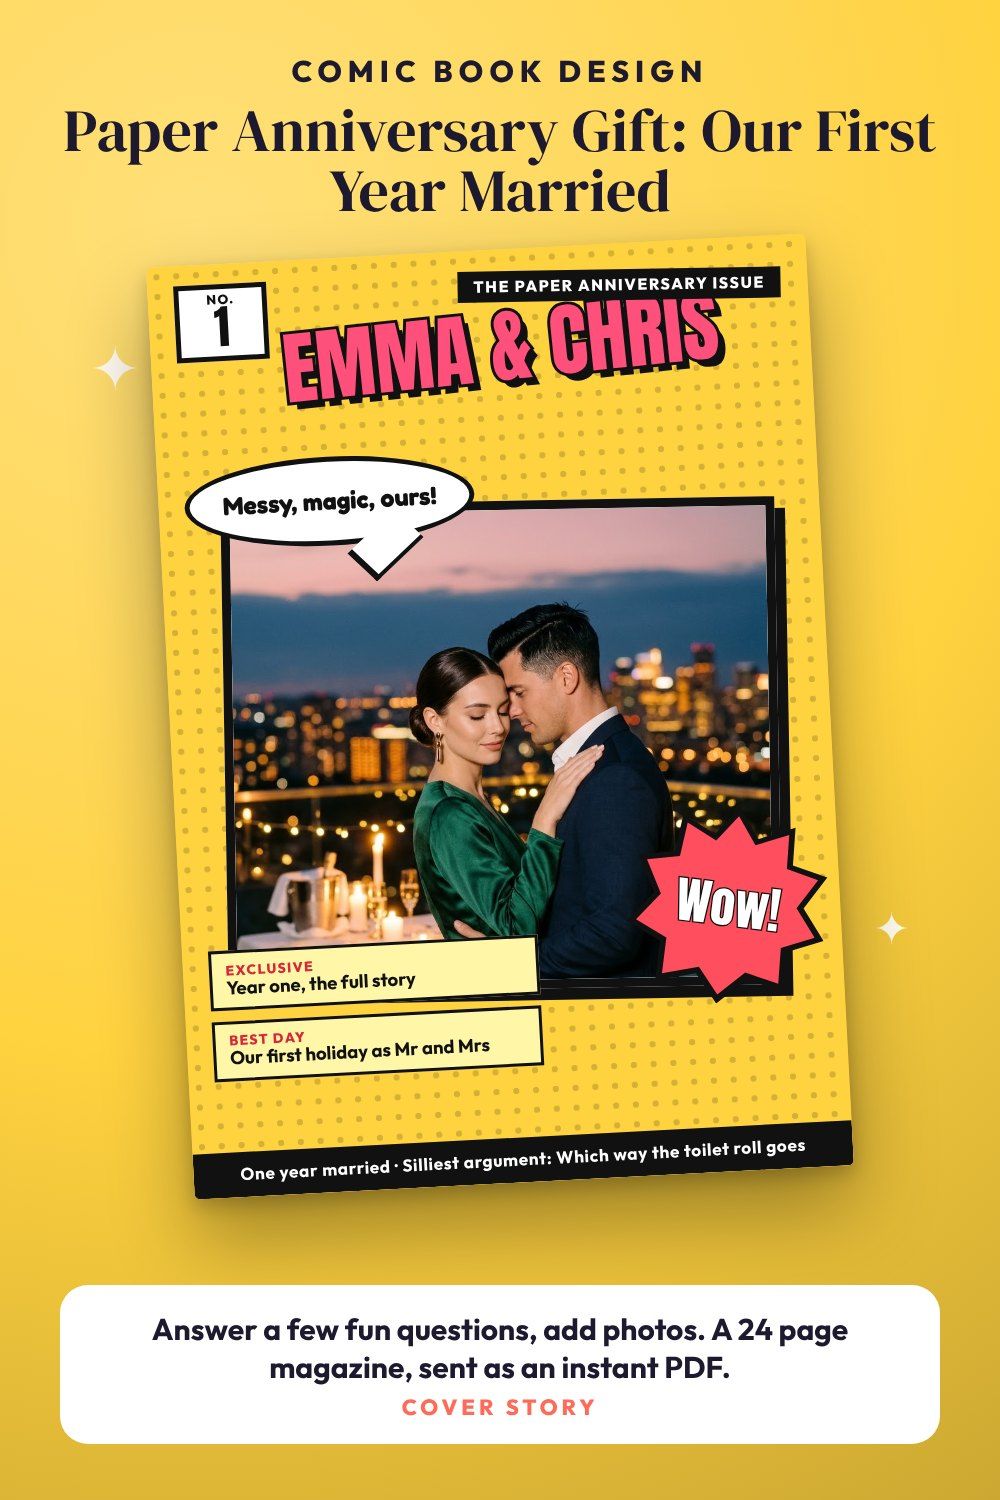 COMIC BOOK DESIGN
Paper Anniversary Gift: Our First
Year Married
NO.
1
THE PAPER ANNIVERSARY ISSUE
EMMA & CHRIS
Messy, magic, ours!
Wow!
EXCLUSIVE
Year one, the full story
BEST DAY
Our first holiday as Mr and Mrs
One year married · Silliest argument: Which way the toilet roll goes
Answer a few fun questions, add photos. A 24 page
magazine, sent as an instant PDF.
COVER STORY